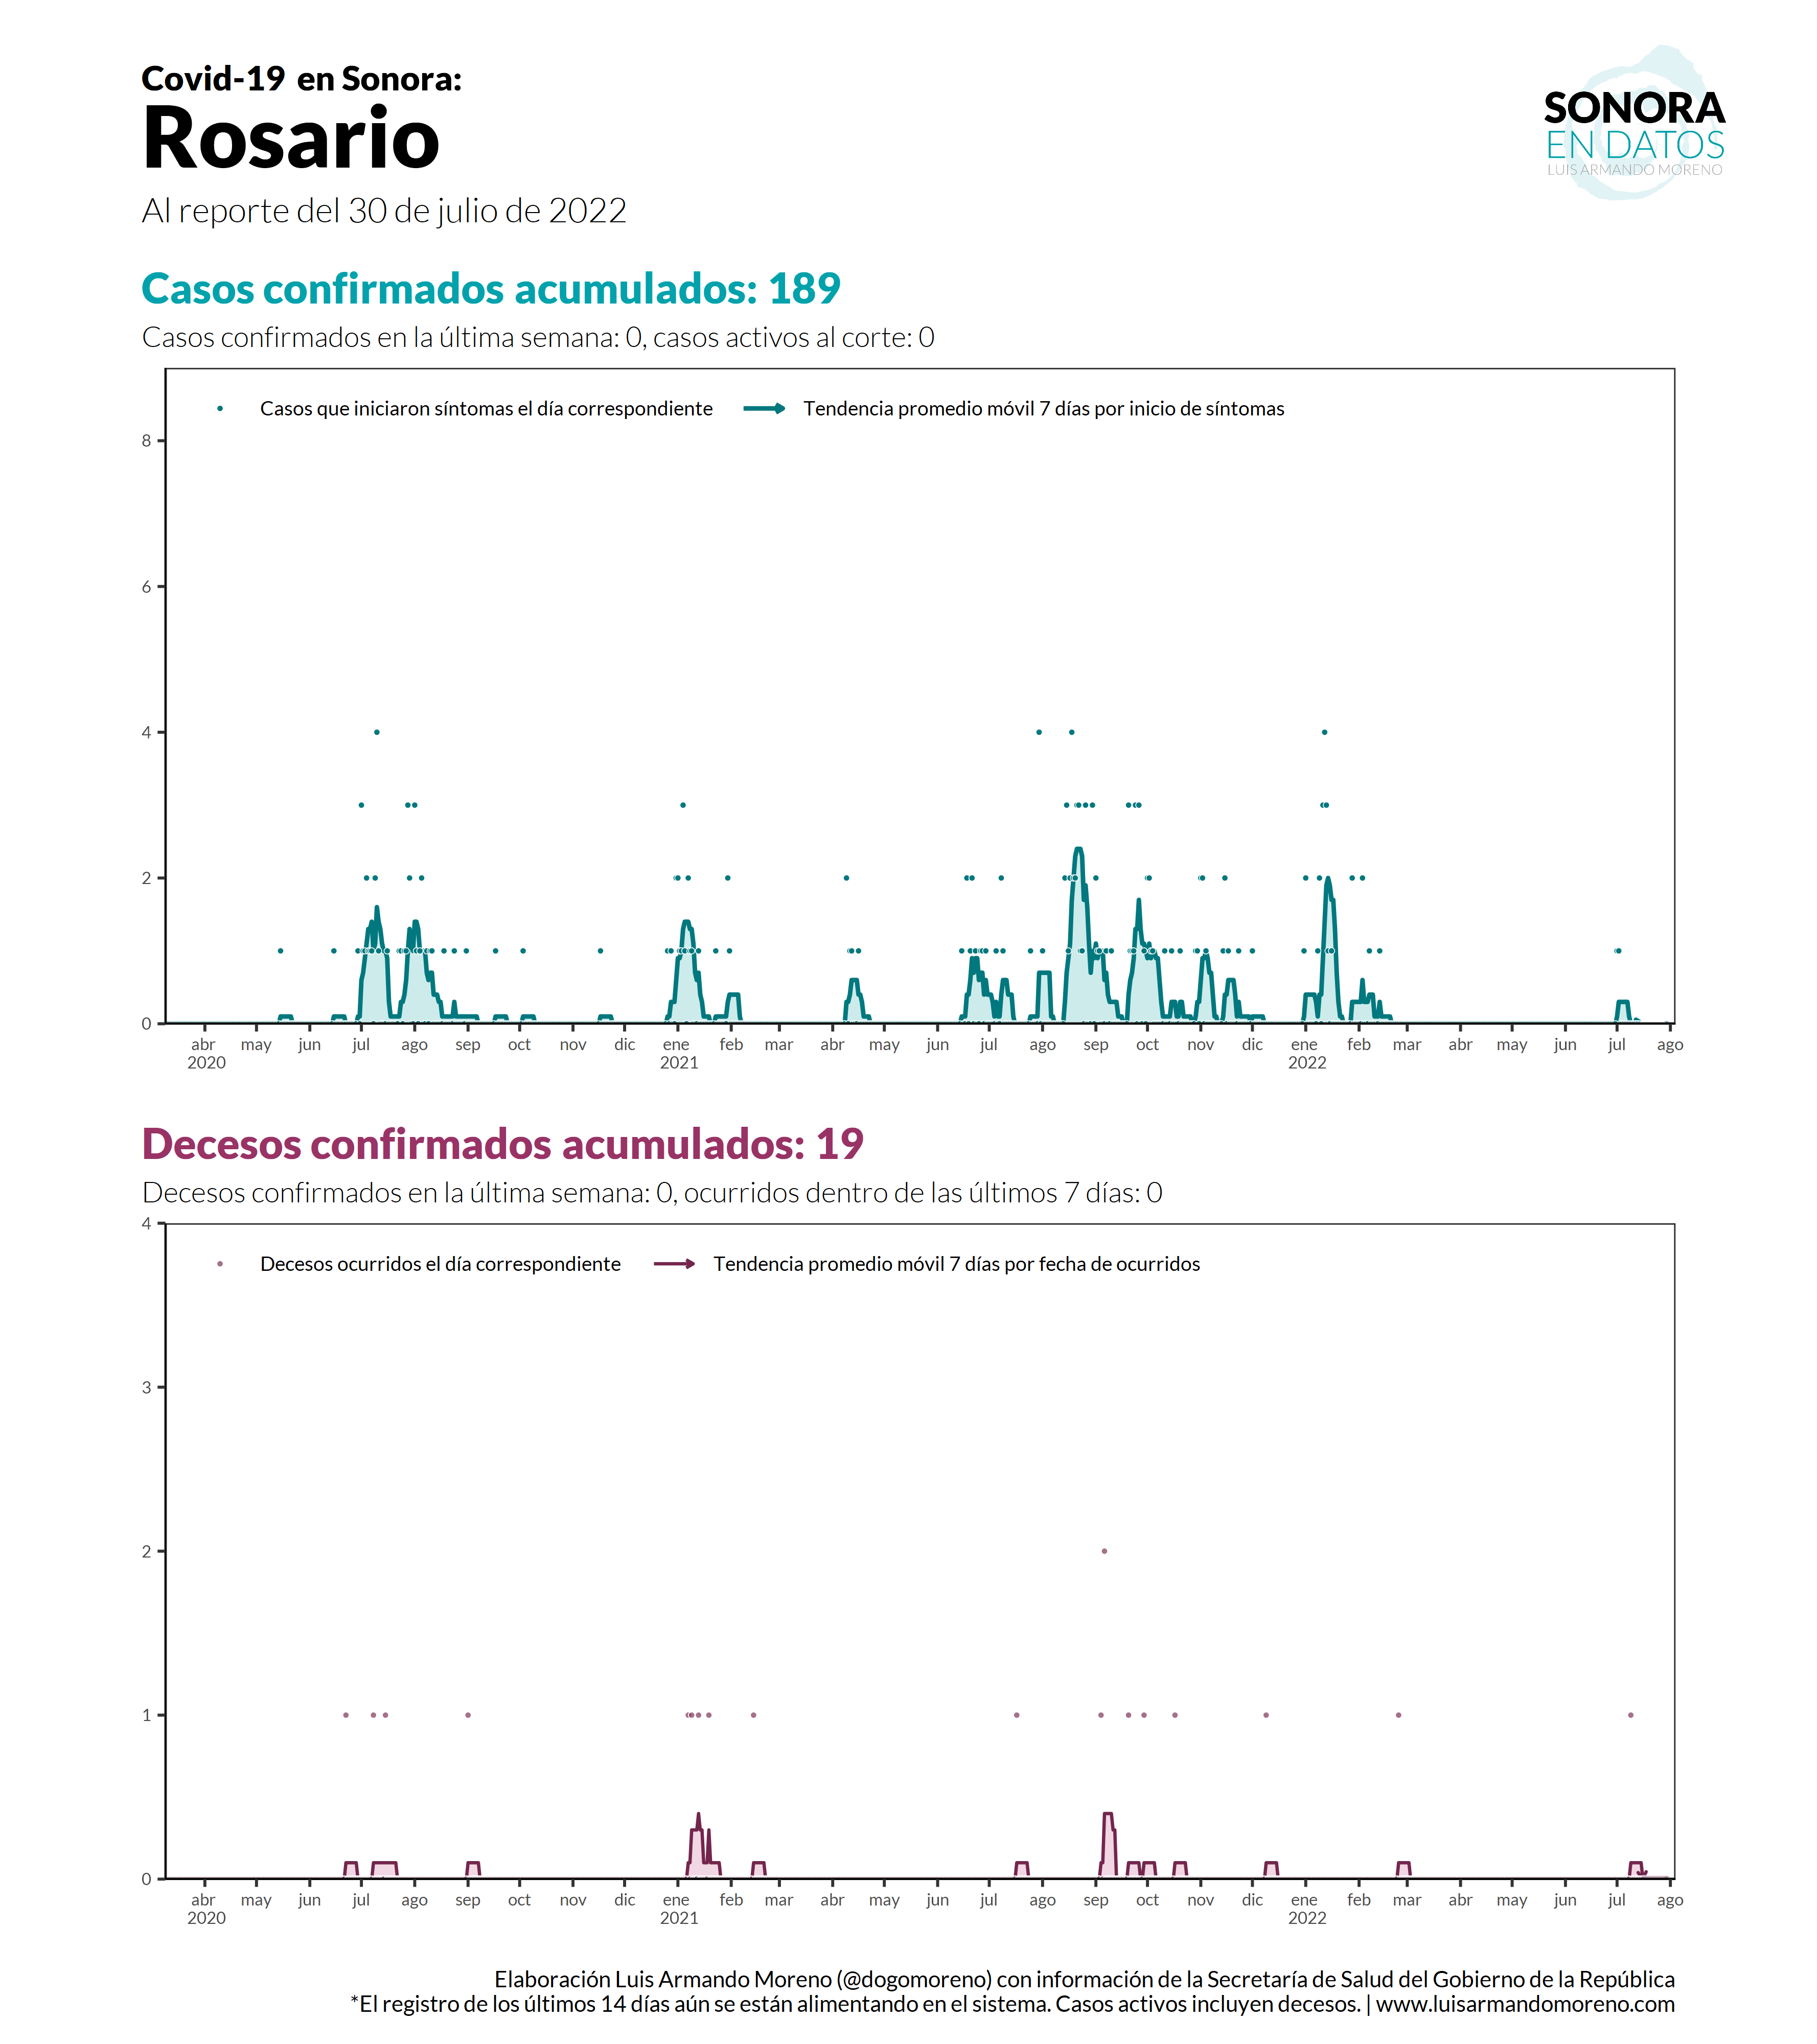 Covid-19 en Sonora:
Rosario
Al reporte del 30 de julio de 2022
SONORA
EN DATOS
LUIS ARMANDO MORENO
Casos confirmados acumulados: 189
Casos confirmados en la última semana: 0, casos activos al corte: 0
Casos que iniciaron síntomas el día correspondiente
Tendencia promedio móvil 7 días por inicio de síntomas
8
6
4
2
0
abr may jun jul ago sep oct nov dic ene feb mar abr may jun jul ago sep oct nov dic ene feb mar abr may jun jul ago
2020 2021 2022
Decesos confirmados acumulados: 19
Decesos confirmados en la última semana: 0, ocurridos dentro de las últimos 7 días: 0
Decesos ocurridos el día correspondiente
Tendencia promedio móvil 7 días por fecha de ocurridos
4
3
2
1
0
abr may jun jul ago sep oct nov dic ene feb mar abr may jun jul ago sep oct nov dic ene feb mar abr may jun jul ago
2020 2021 2022
Elaboración Luis Armando Moreno (@dogomoreno) con información de la Secretaría de Salud del Gobierno de la República
*El registro de los últimos 14 días aún se están alimentando en el sistema. Casos activos incluyen decesos. | www.luisarmandomoreno.com